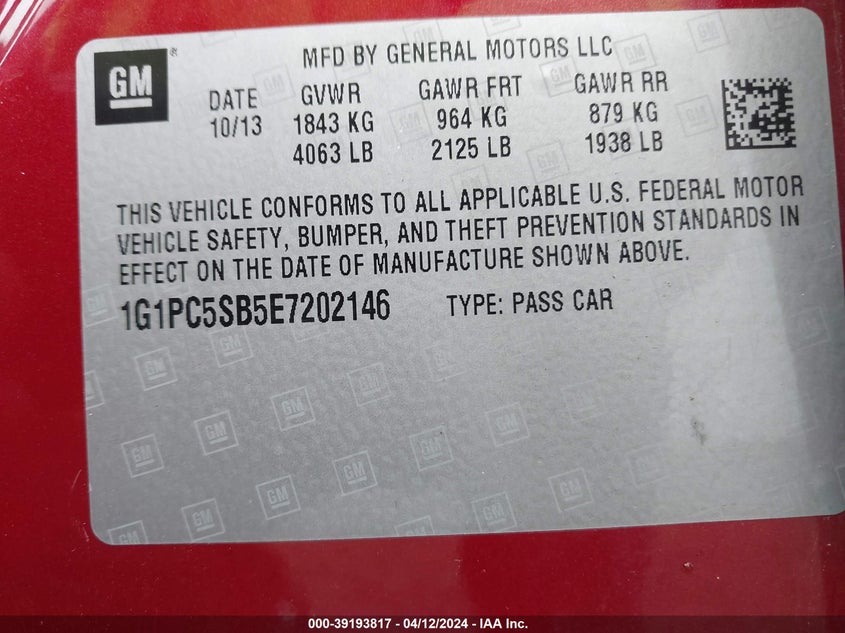 GM®
MFD BY GENERAL MOTORS LLC
DATE GVWR GAWR FRT GAWR RR
10/13 1843 KG 964 KG 879 KG
4063 LB 2125 LB 1938 LB
THIS VEHICLE CONFORMS TO ALL APPLICABLE U.S. FEDERAL MOTOR
VEHICLE SAFETY, BUMPER, AND THEFT PREVENTION STANDARDS IN
EFFECT ON THE DATE OF MANUFACTURE SHOWN ABOVE.
1G1PC5SB5E7202146 TYPE: PASS CAR
000-39193817 - 04/12/2024 - IAA Inc.